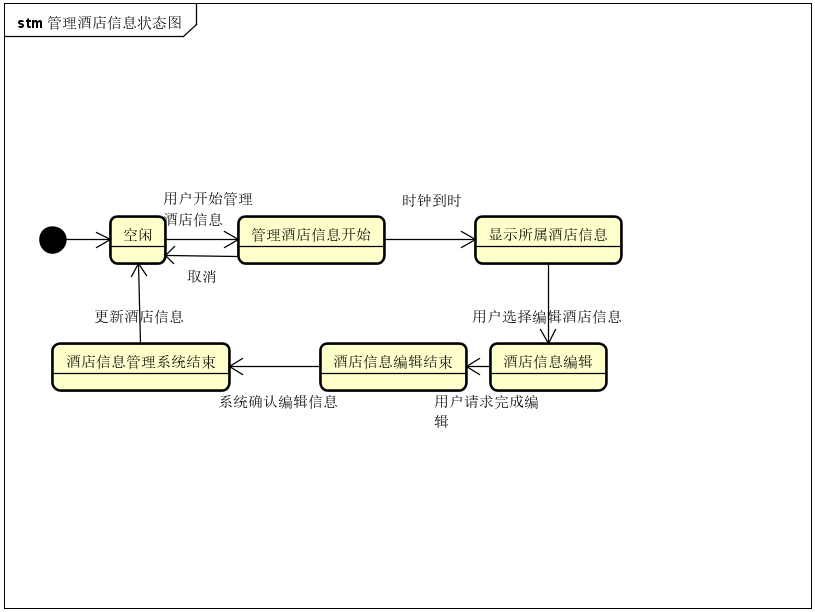 stm 管理酒店信息状态图
用户开始管理
酒店信息
时钟到时
空闲
管理酒店信息开始
显示所属酒店信息
取消
更新酒店信息
用户选择编辑酒店信息
酒店信息管理系统结束
酒店信息编辑结束
酒店信息编辑
系统确认编辑信息
用户请求完成编
辑